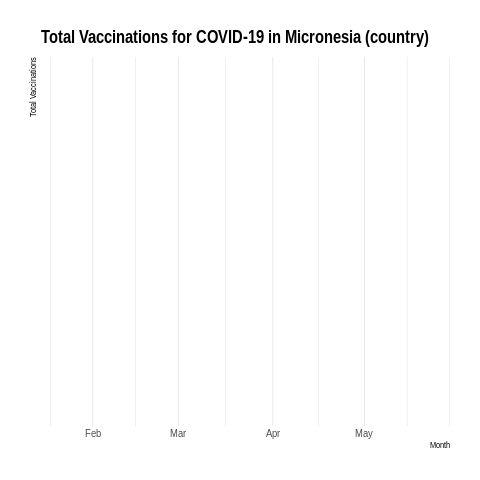 Total Vaccinations for COVID-19 in Micronesia (country)
Total Vaccinations
Feb Mar Apr May
Month